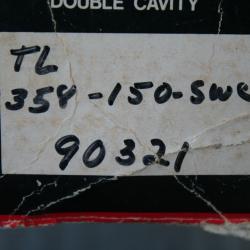 DOUBLE CAVITY
TL
358-150-SWC
90321